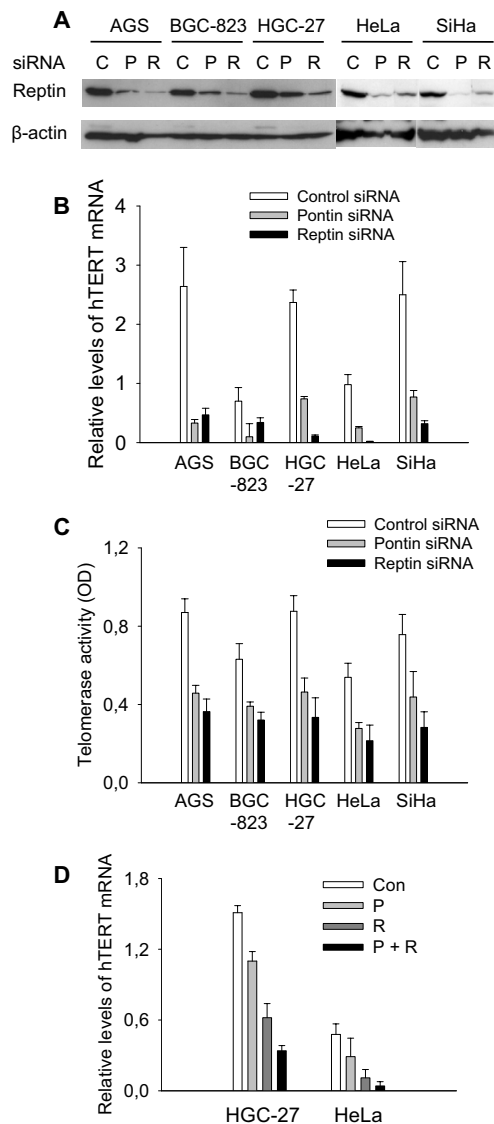 A
AGS BGC-823 HGC-27 HeLa SiHa
siRNA C P R C P R C P R C P R C P R
Reptin
β-actin
B
Control siRNA
Pontin siRNA
Reptin siRNA
Relative levels of hTERT mRNA
4
3
2
1
0
AGS BGC-823 HGC-27 HeLa SiHa
C
Control siRNA
Pontin siRNA
Reptin siRNA
Telomerase activity (OD)
1,2
0,8
0,4
0,0
AGS BGC-823 HGC-27 HeLa SiHa
D
Con
P
R
P + R
Relative levels of hTERT mRNA
1,8
1,2
0,6
0,0
HGC-27 HeLa